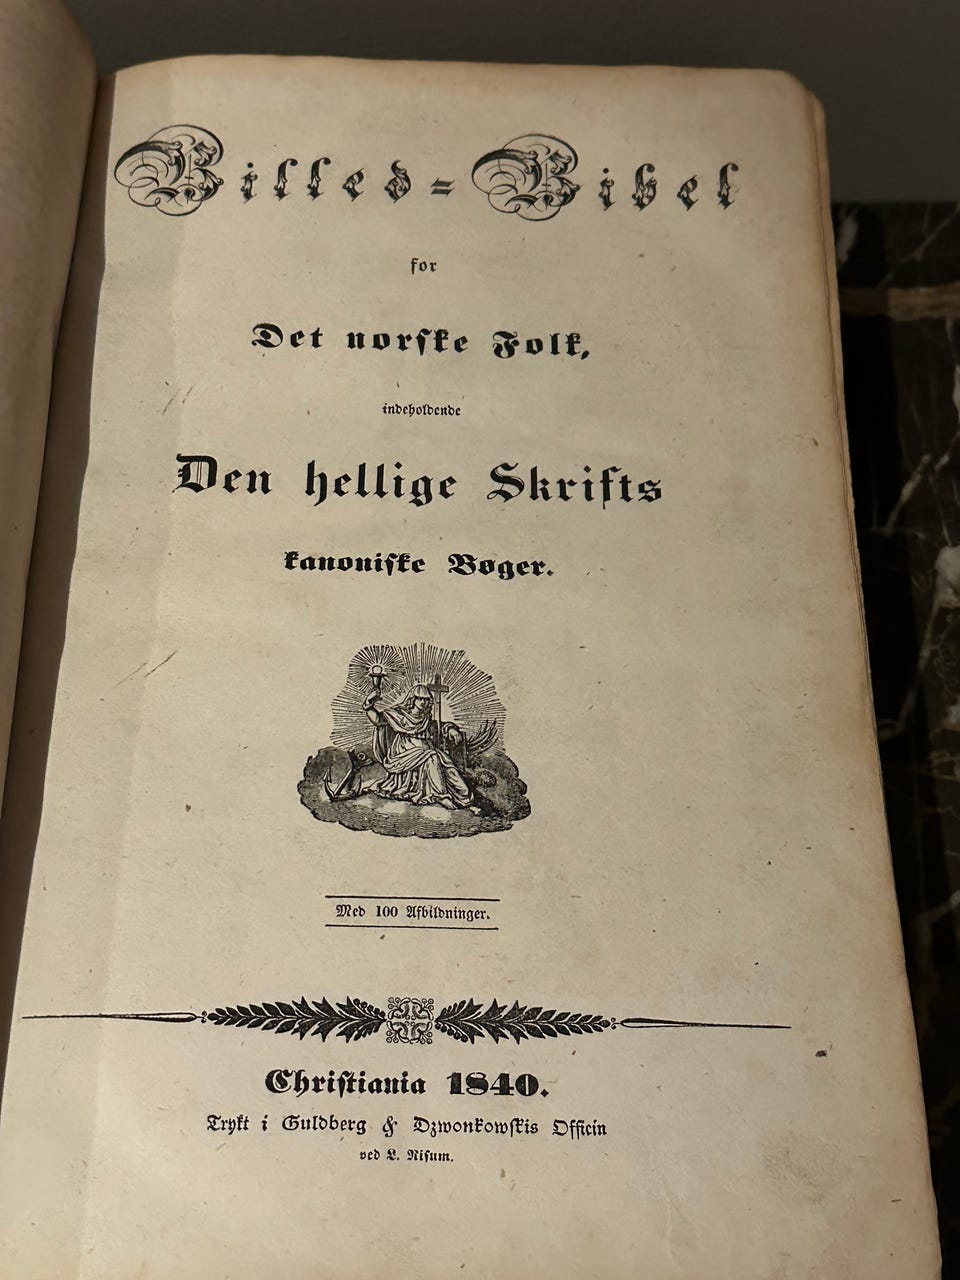 Billed-Bibel
for
Det norske Folk,
indeholdende
Den hellige Skrifts
kanoniske Bøger.
Med 100 Afbildninger.
Christiania 1840.
Trykt i Guldberg & Dzwonkowskis Officin
ved L. Risum.